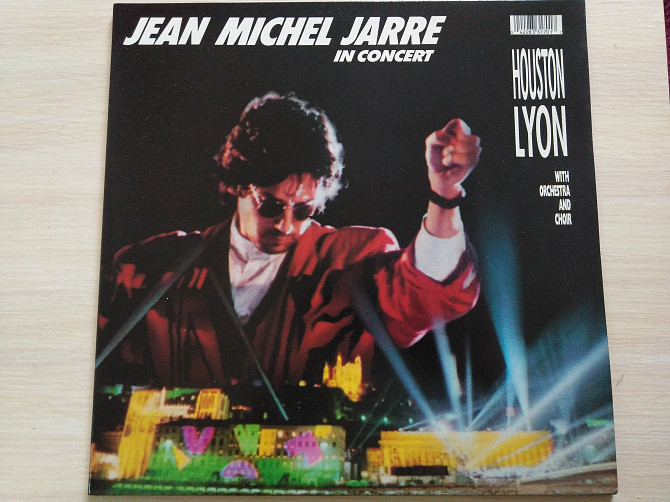 JEAN MICHEL JARRE
IN CONCERT
HOUSTON
LYON
WITH
ORCHESTRA
AND
CHOIR